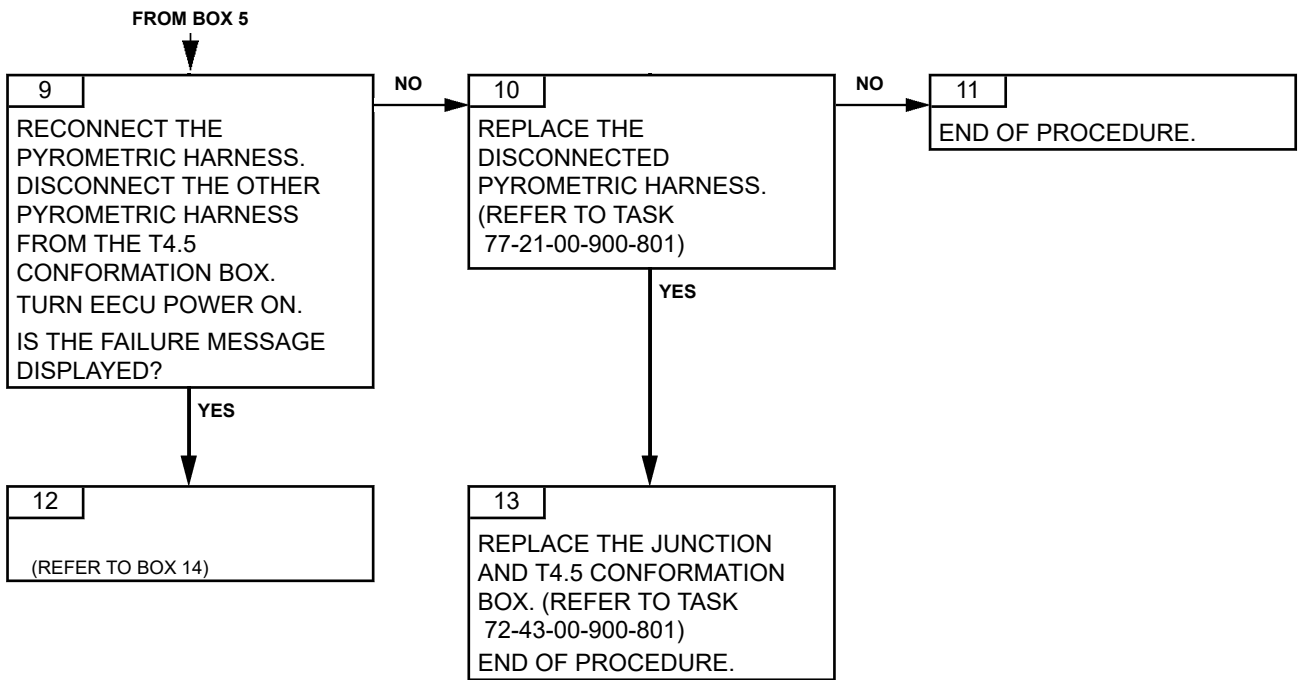 FROM BOX 5
9
RECONNECT THE
PYROMETRIC HARNESS.
DISCONNECT THE OTHER
PYROMETRIC HARNESS
FROM THE T4.5
CONFORMATION BOX.
TURN EECU POWER ON.
IS THE FAILURE MESSAGE
DISPLAYED?
NO
10
REPLACE THE
DISCONNECTED
PYROMETRIC HARNESS.
(REFER TO TASK
77-21-00-900-801)
NO
11
END OF PROCEDURE.
YES
YES
12
(REFER TO BOX 14)
13
REPLACE THE JUNCTION
AND T4.5 CONFORMATION
BOX. (REFER TO TASK
72-43-00-900-801)
END OF PROCEDURE.